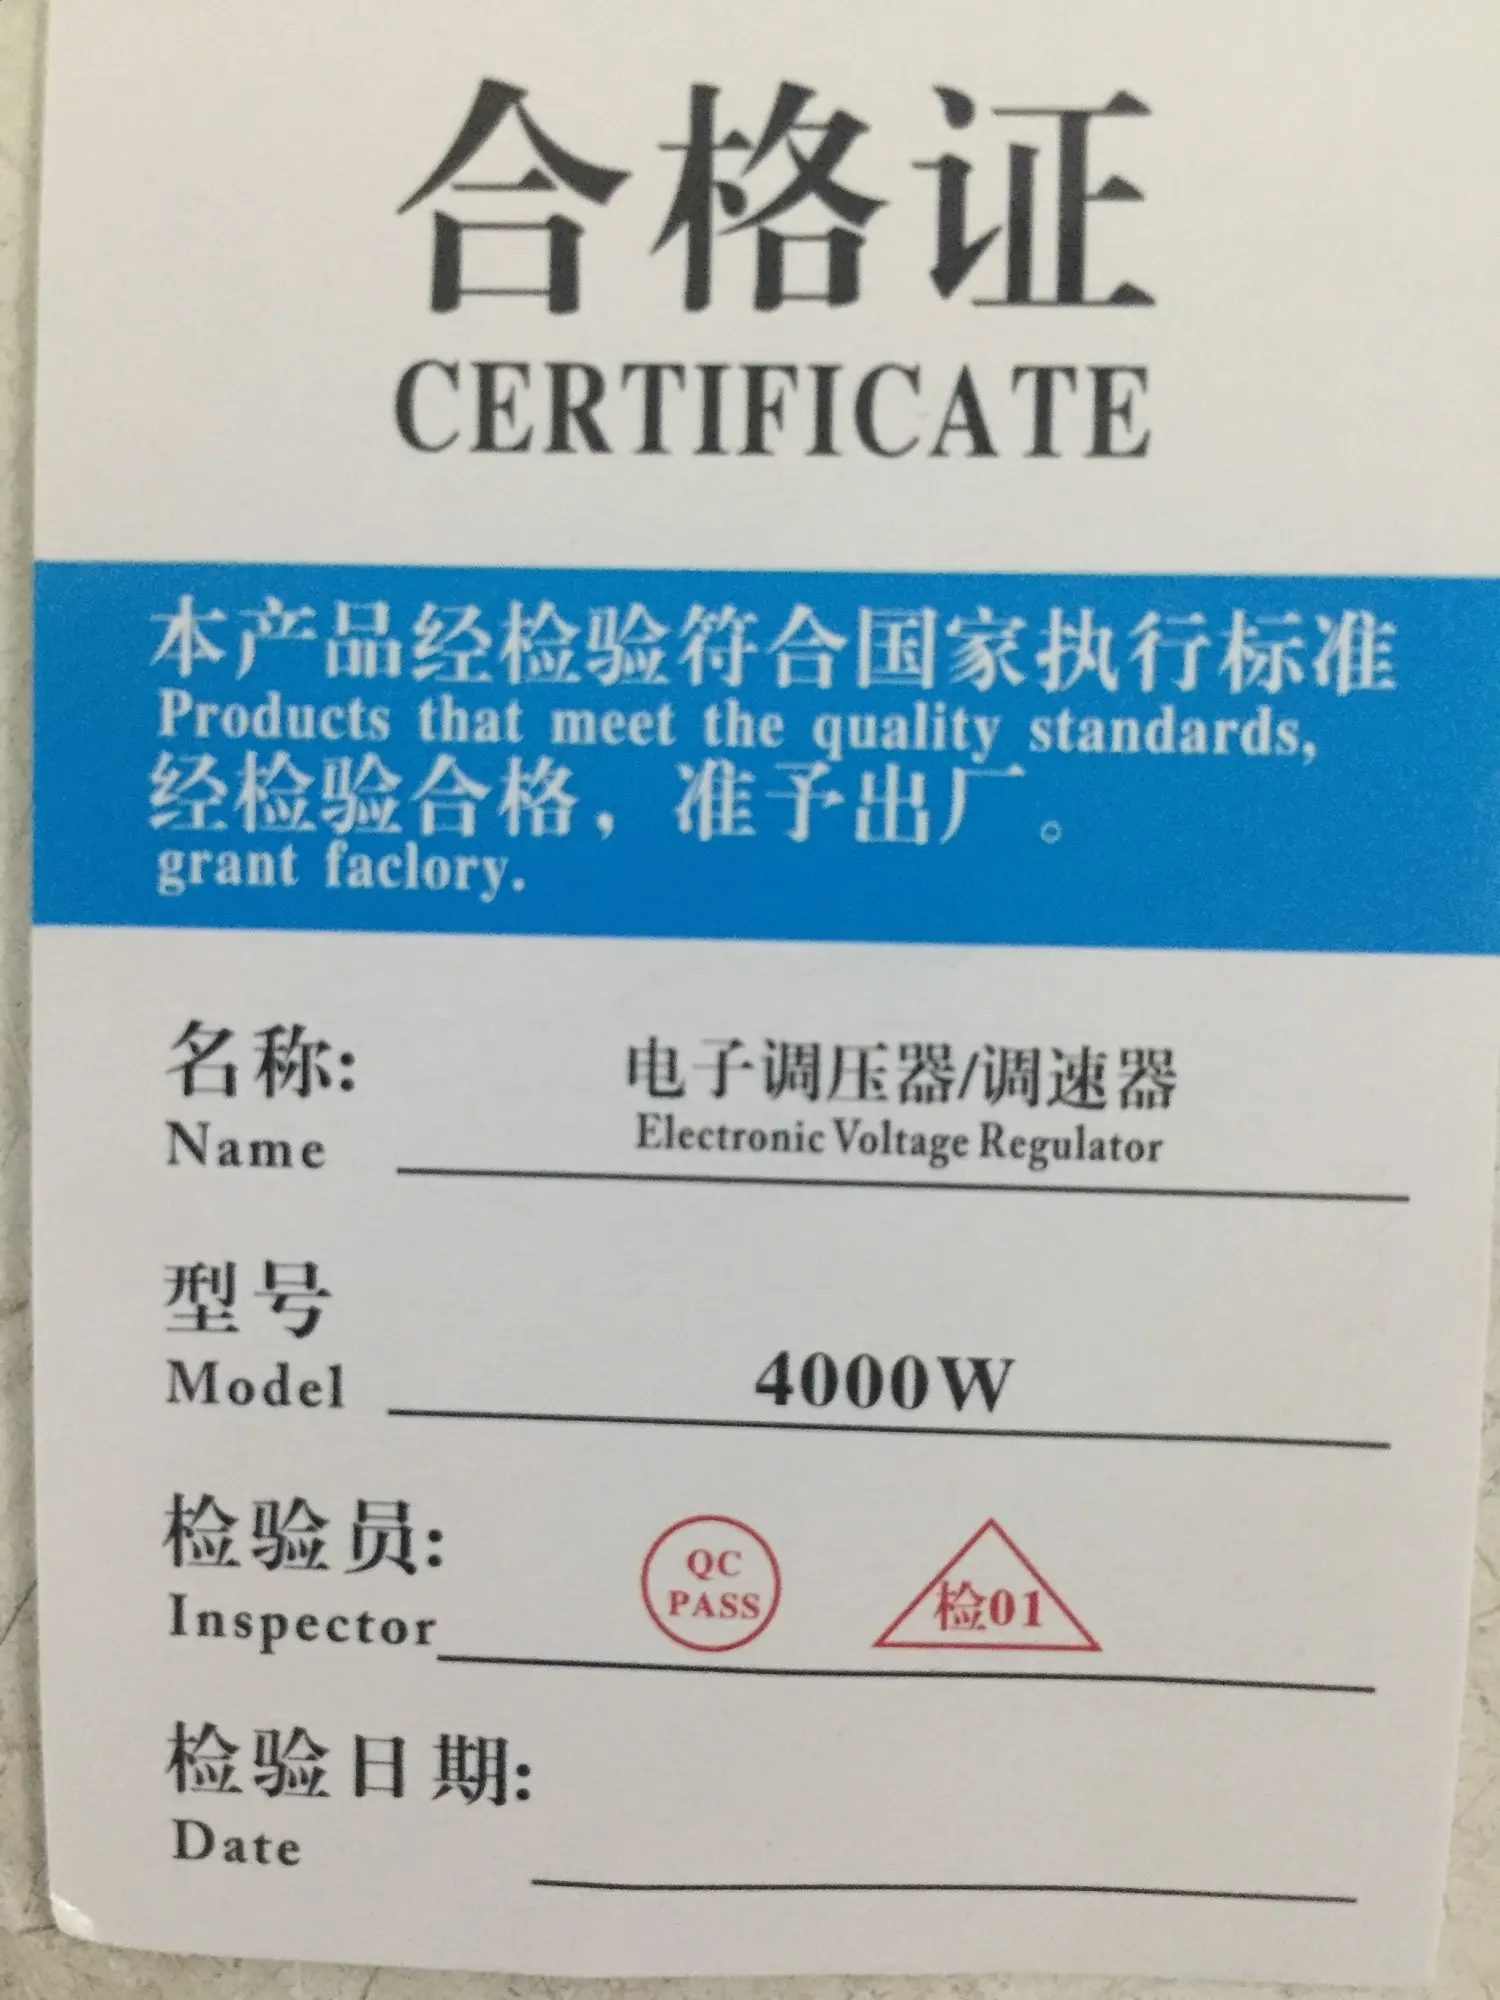 合格证
CERTIFICATE
本产品经检验符合国家执行标准
Products that meet the quality standards,
经检验合格，准予出厂。
grant faclory.
名称:
电子调压器/调速器
Name
Electronic Voltage Regulator
型号
Model
4000W
检验员:
QC
PASS
检01
Inspector
检验日期:
Date